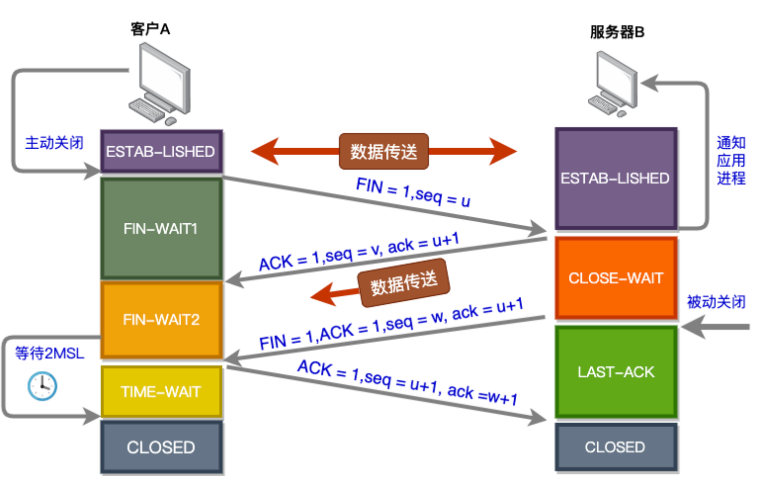 客户A
服务器B
主动关闭
ESTAB-LISHED
数据传送
通知
应用
进程
ESTAB-LISHED
FIN = 1,seq = u
FIN-WAIT1
ACK = 1,seq = v, ack = u+1
CLOSE-WAIT
数据传送
被动关闭
FIN-WAIT2
FIN = 1,ACK = 1,seq = w, ack = u+1
等待2MSL
ACK = 1,seq = u+1, ack =w+1
LAST-ACK
TIME-WAIT
CLOSED
CLOSED